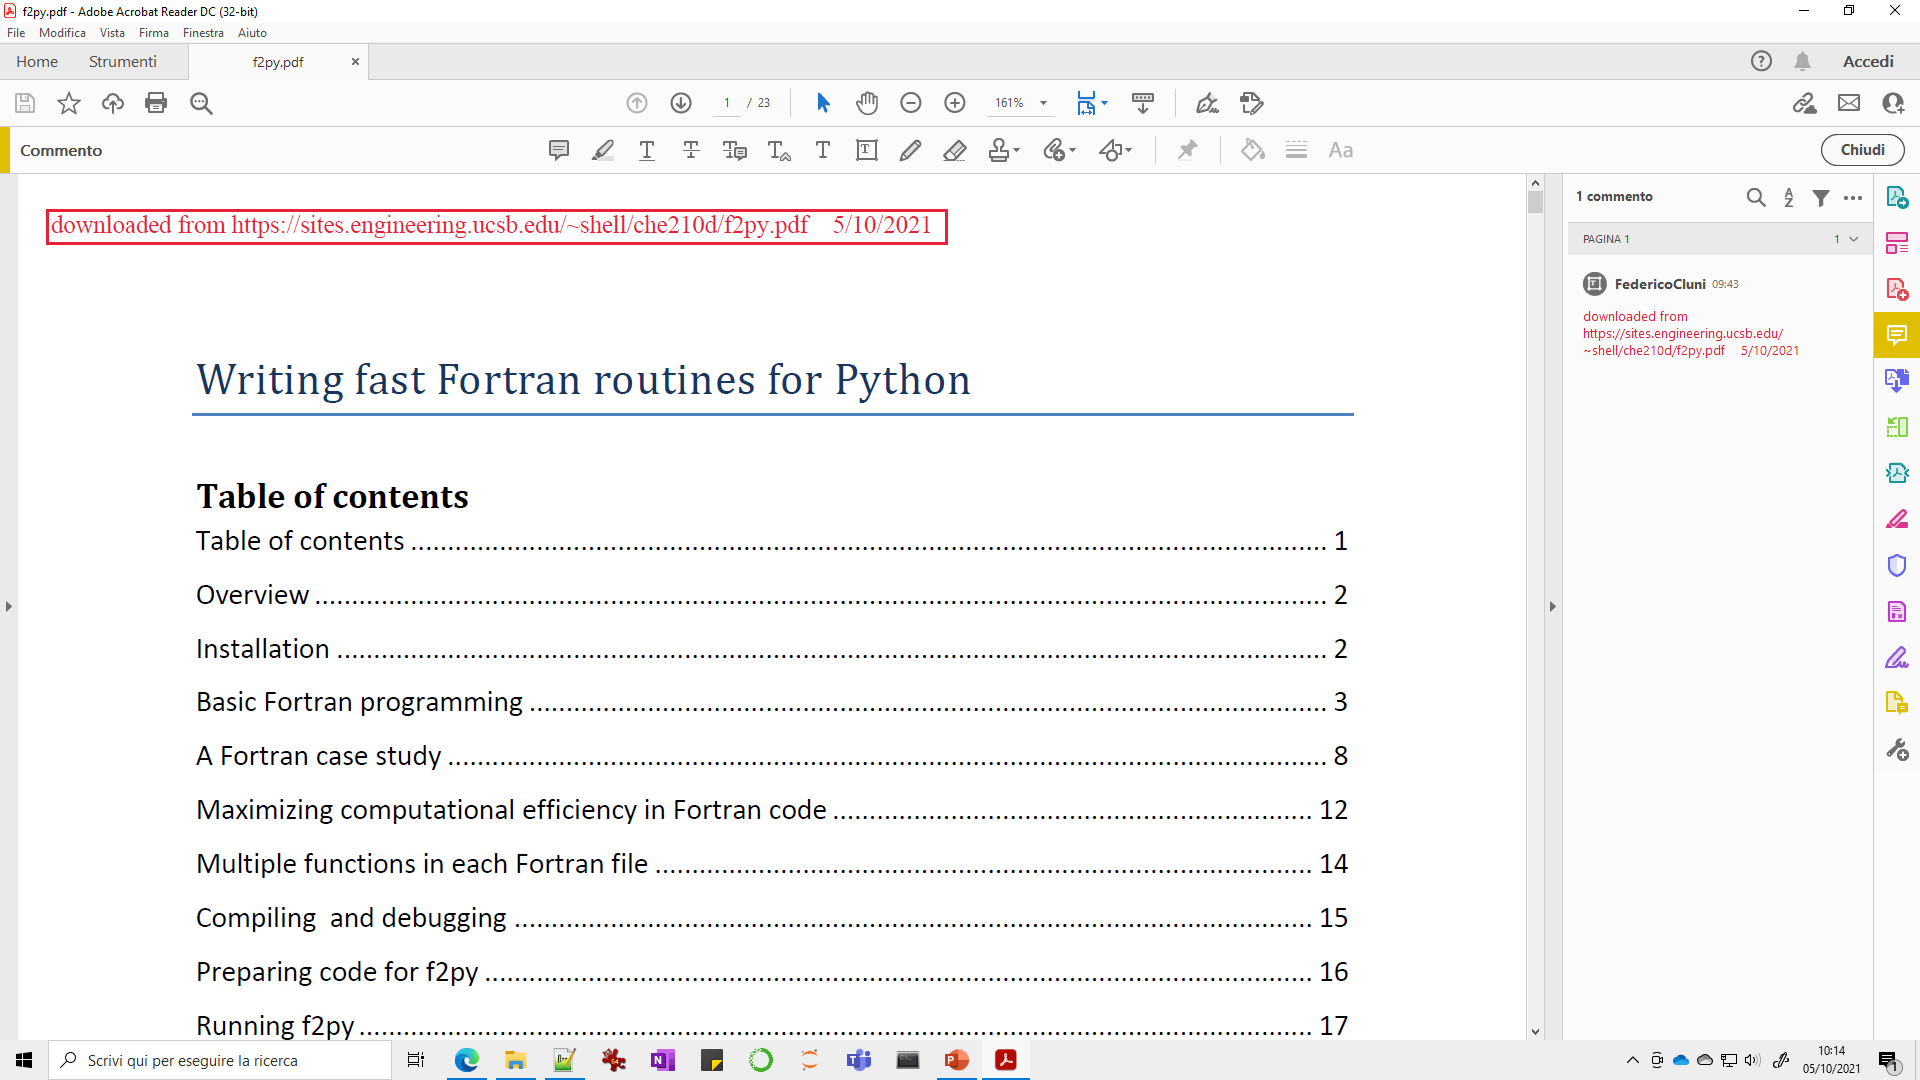 f2py.pdf - Adobe Acrobat Reader DC (32-bit)
File Modifica Vista Firma Finestra Aiuto
Home Strumenti f2py.pdf Accedi
1 / 23 161%
Commento Chiudi
downloaded from https://sites.engineering.ucsb.edu/~shell/che210d/f2py.pdf 5/10/2021
Writing fast Fortran routines for Python
Table of contents
Table of contents ........ 1
Overview ........ 2
Installation ........ 2
Basic Fortran programming ........ 3
A Fortran case study ........ 8
Maximizing computational efficiency in Fortran code ........ 12
Multiple functions in each Fortran file ........ 14
Compiling  and debugging ........ 15
Preparing code for f2py ........ 16
Running f2py ........ 17
1 commento
PAGINA 1 1
FedericoCluni 09:43
downloaded from
https://sites.engineering.ucsb.edu/
~shell/che210d/f2py.pdf 5/10/2021
Scrivi qui per eseguire la ricerca
10:14
05/10/2021
1